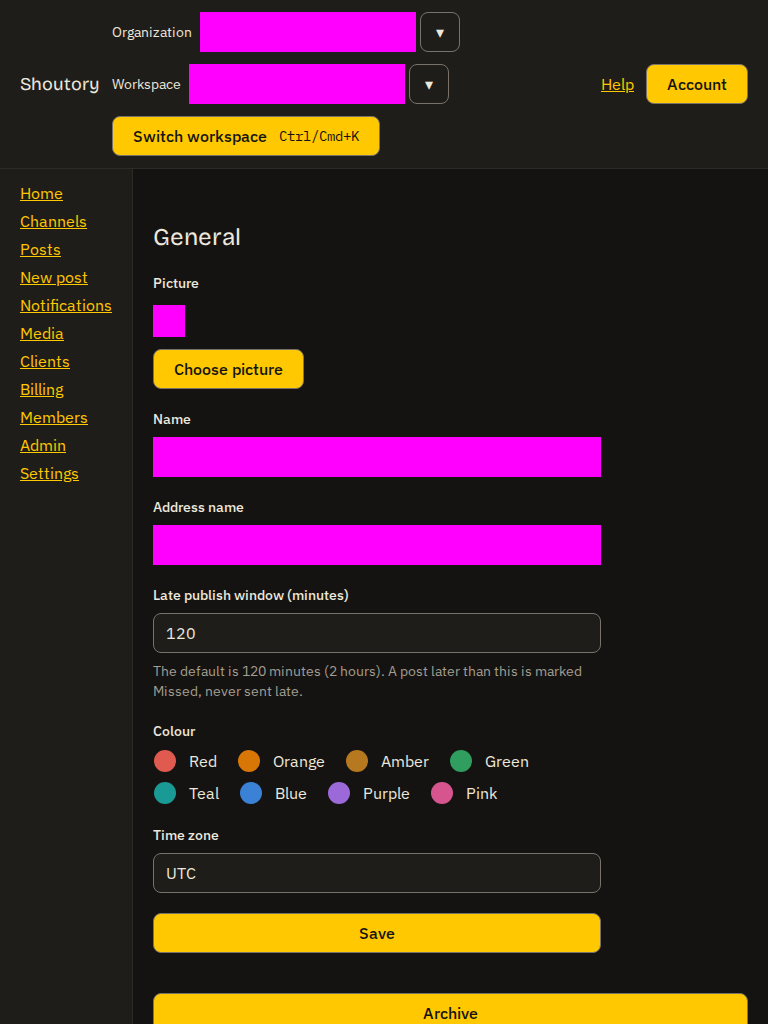 Organization
▼
Shoutory
Workspace
▼
Help
Account
Switch workspace Ctrl/Cmd+K
Home
Channels
Posts
New post
Notifications
Media
Clients
Billing
Members
Admin
Settings
General
Picture
Choose picture
Name
Address name
Late publish window (minutes)
120
The default is 120 minutes (2 hours). A post later than this is marked
Missed, never sent late.
Colour
Red Orange Amber Green
Teal Blue Purple Pink
Time zone
UTC
Save
Archive